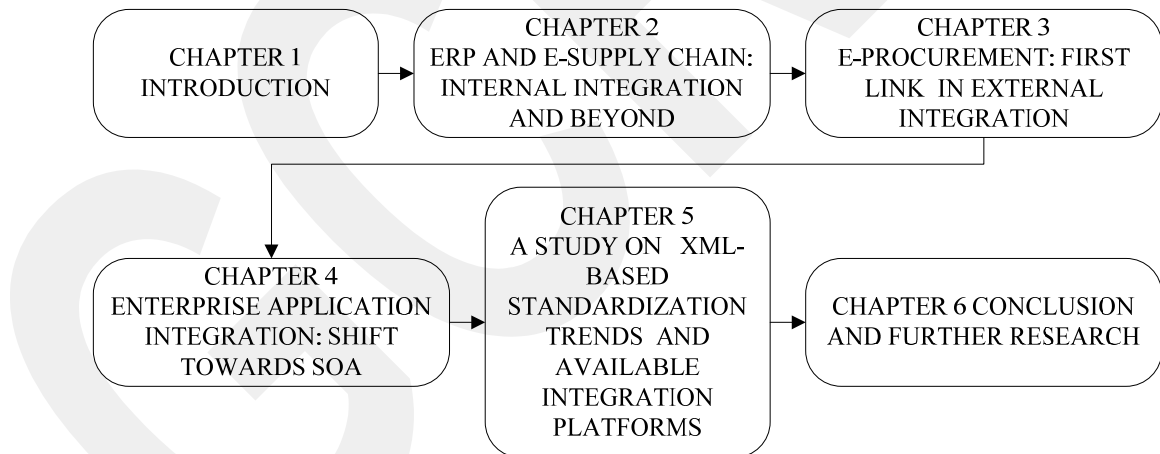 CHAPTER 1
INTRODUCTION
CHAPTER 2
ERP AND E-SUPPLY CHAIN:
INTERNAL INTEGRATION
AND BEYOND
CHAPTER 3
E-PROCUREMENT: FIRST
LINK IN EXTERNAL
INTEGRATION
CHAPTER 4
ENTERPRISE APPLICATION
INTEGRATION: SHIFT
TOWARDS SOA
CHAPTER 5
A STUDY ON XML-
BASED
STANDARDIZATION
TRENDS AND
AVAILABLE
INTEGRATION
PLATFORMS
CHAPTER 6 CONCLUSION
AND FURTHER RESEARCH